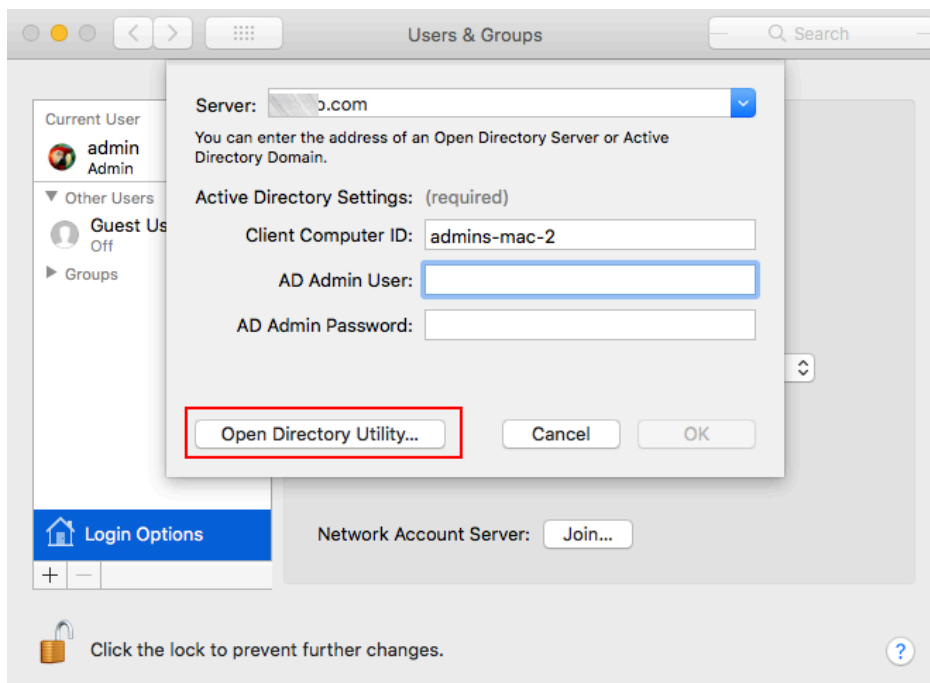 Users & Groups
Search
Server:
.com
You can enter the address of an Open Directory Server or Active
Directory Domain.
Current User
admin
Admin
Other Users
Guest Us
Off
Groups
Active Directory Settings: (required)
Client Computer ID: admins-mac-2
AD Admin User:
AD Admin Password:
Open Directory Utility...
Cancel
OK
Login Options
Network Account Server:
Join...
+
−
Click the lock to prevent further changes.
?